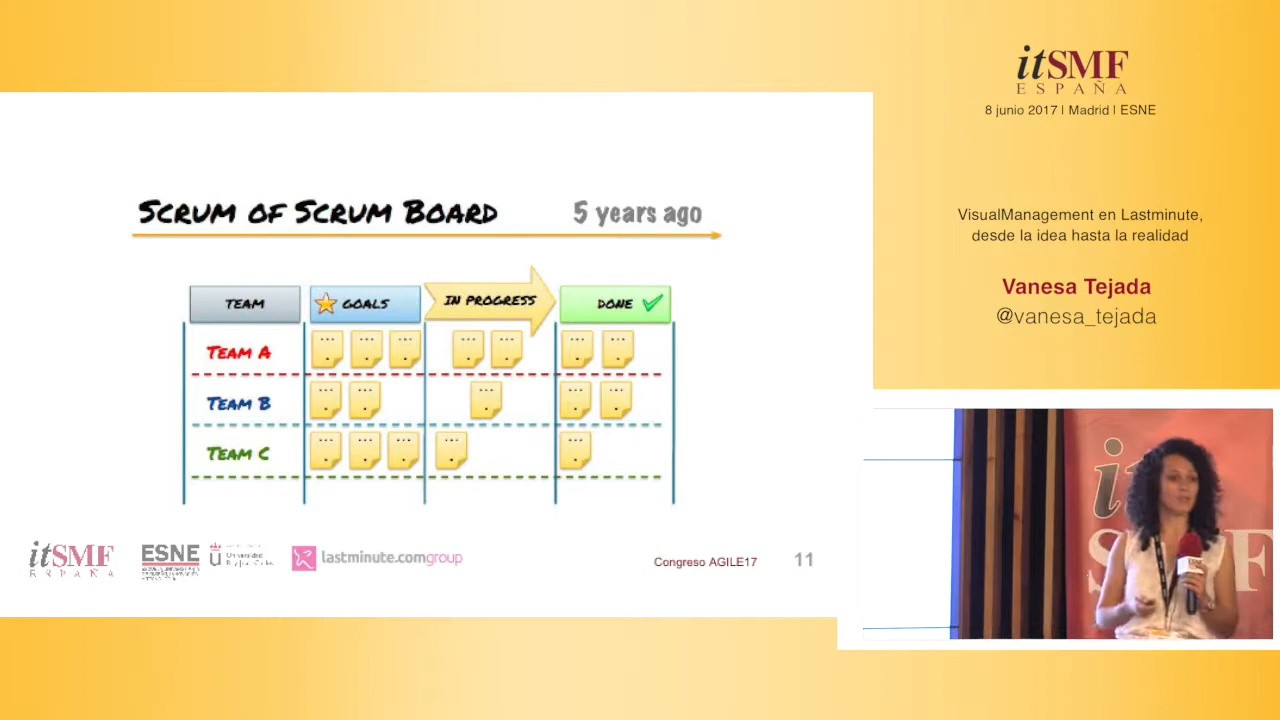 itSMF
ESPAÑA
8 junio 2017 | Madrid | ESNE
VisualManagement en Lastminute,
desde la idea hasta la realidad
Vanesa Tejada
@vanesa_tejada
SCRUM OF SCRUM BOARD
5 years ago
TEAM
GOALS
IN PROGRESS
DONE
TEAM A
TEAM B
TEAM C
itSMF
ESPAÑA
ESNE
lastminute.comgroup
Congreso AGILE17
11
it
SMF